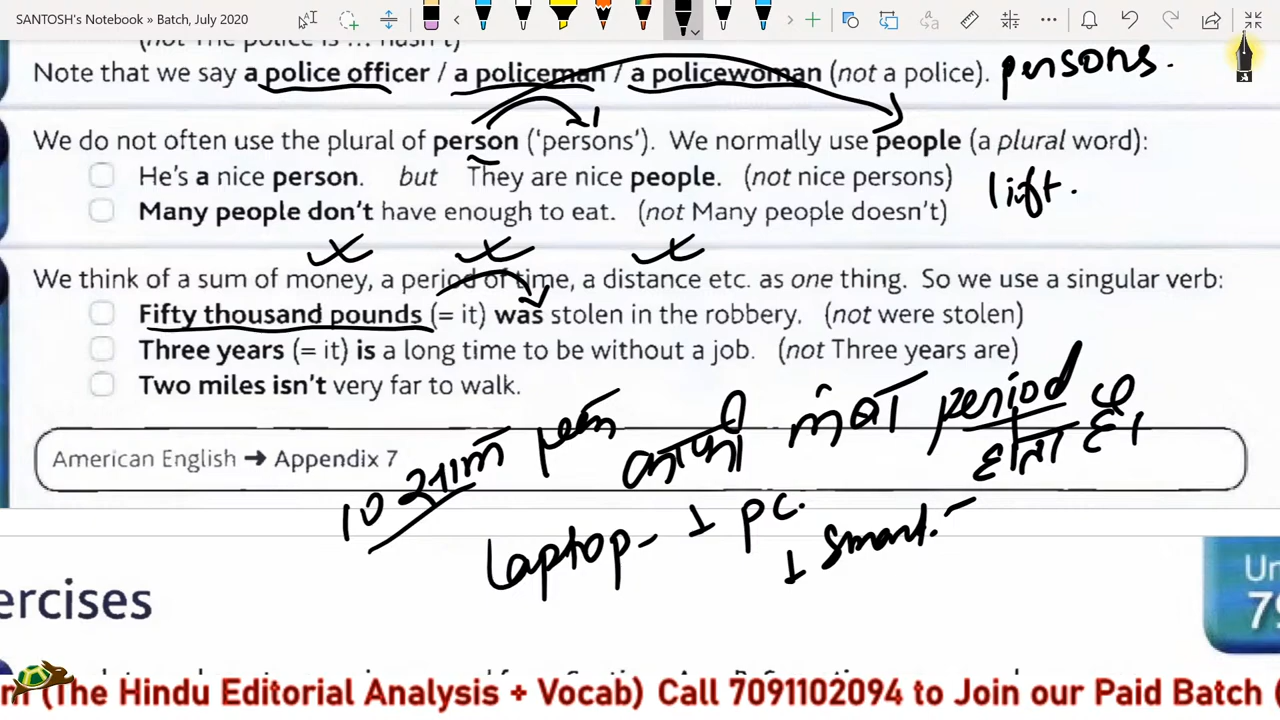 SANTOSH's Notebook » Batch, July 2020
(not The police is ... hasn't)
Note that we say a police officer / a policeman / a policewoman (not a police). persons.
We do not often use the plural of person ('persons'). We normally use people (a plural word):
He's a nice person. but They are nice people. (not nice persons)
lift.
Many people don't have enough to eat. (not Many people doesn't)
We think of a sum of money, a period of time, a distance etc. as one thing. So we use a singular verb:
Fifty thousand pounds (= it) was stolen in the robbery. (not were stolen)
Three years (= it) is a long time to be without a job. (not Three years are)
Two miles isn't very far to walk.
period
American English ➔ Appendix 7
10
laptop - 1 pc.
1 smart.
ercises
Un
79
m (The Hindu Editorial Analysis + Vocab) Call 7091102094 to Join our Paid Batch (